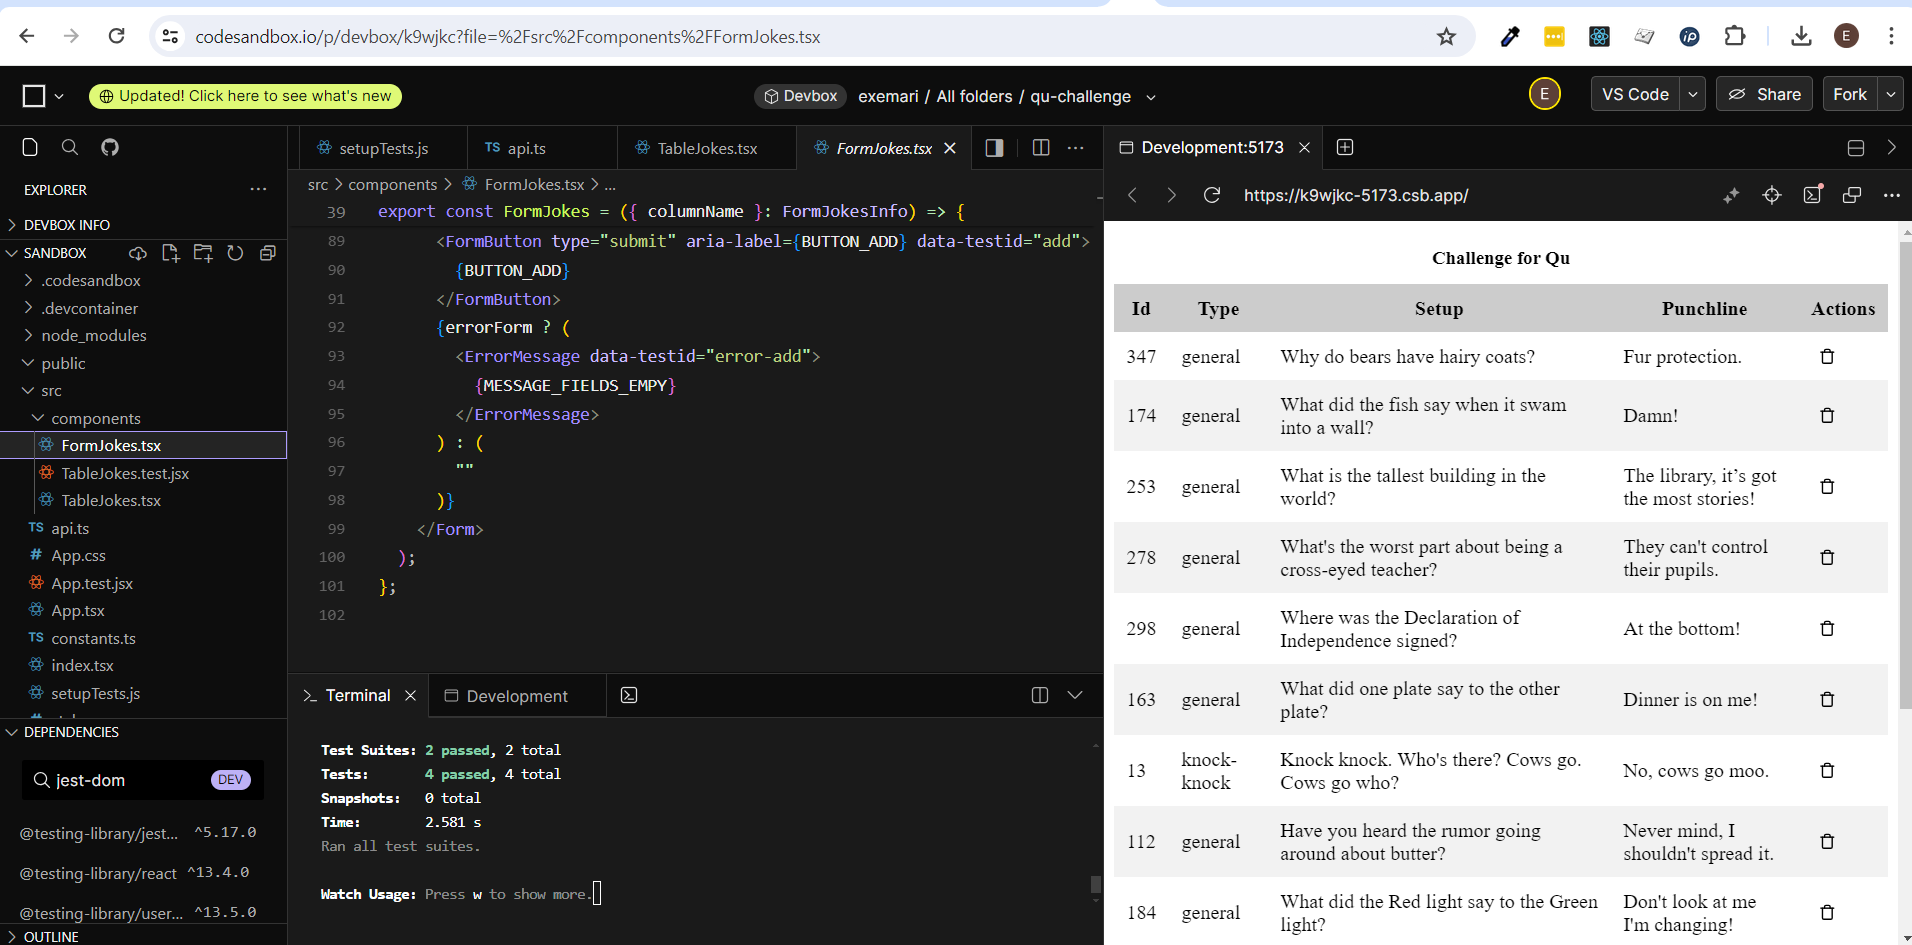 codesandbox.io/p/devbox/k9wjkc?file=%2Fsrc%2Fcomponents%2FFormJokes.tsx
E
Updated! Click here to see what's new
Devbox exemari / All folders / qu-challenge
E
VS Code
Share
Fork
setupTests.js
TS api.ts
TableJokes.tsx
FormJokes.tsx
Development:5173
EXPLORER
DEVBOX INFO
SANDBOX
.codesandbox
.devcontainer
node_modules
public
src
components
FormJokes.tsx
TableJokes.test.jsx
TableJokes.tsx
TS api.ts
# App.css
App.test.jsx
App.tsx
TS constants.ts
index.tsx
setupTests.js
DEPENDENCIES
jest-dom DEV
@testing-library/jest... ^5.17.0
@testing-library/react ^13.4.0
@testing-library/user... ^13.5.0
OUTLINE
src > components > FormJokes.tsx > ...
39 export const FormJokes = ({ columnName }: FormJokesInfo) => {
89 <FormButton type="submit" aria-label={BUTTON_ADD} data-testid="add">
90 {BUTTON_ADD}
91 </FormButton>
92 {errorForm ? (
93 <ErrorMessage data-testid="error-add">
94 {MESSAGE_FIELDS_EMPY}
95 </ErrorMessage>
96 ) : (
97 ""
98 )}
99 </Form>
100 );
101 };
102
Terminal
Development
Test Suites: 2 passed, 2 total
Tests: 4 passed, 4 total
Snapshots: 0 total
Time: 2.581 s
Ran all test suites.
Watch Usage: Press w to show more.
https://k9wjkc-5173.csb.app/
Challenge for Qu
Id Type Setup Punchline Actions
347 general Why do bears have hairy coats? Fur protection.
174 general What did the fish say when it swam
into a wall? Damn!
253 general What is the tallest building in the
world? The library, it’s got
the most stories!
278 general What's the worst part about being a
cross-eyed teacher? They can't control
their pupils.
298 general Where was the Declaration of
Independence signed? At the bottom!
163 general What did one plate say to the other
plate? Dinner is on me!
13 knock-
knock Knock knock. Who's there? Cows go.
Cows go who? No, cows go moo.
112 general Have you heard the rumor going
around about butter? Never mind, I
shouldn't spread it.
184 general What did the Red light say to the Green
light? Don't look at me
I'm changing!